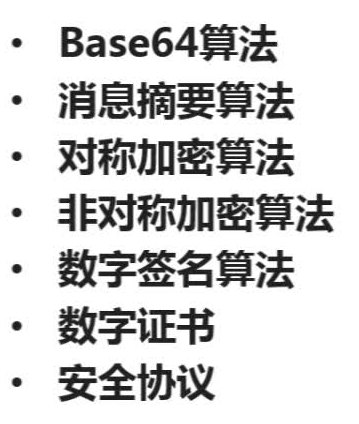 • Base64算法
• 消息摘要算法
• 对称加密算法
• 非对称加密算法
• 数字签名算法
• 数字证书
• 安全协议